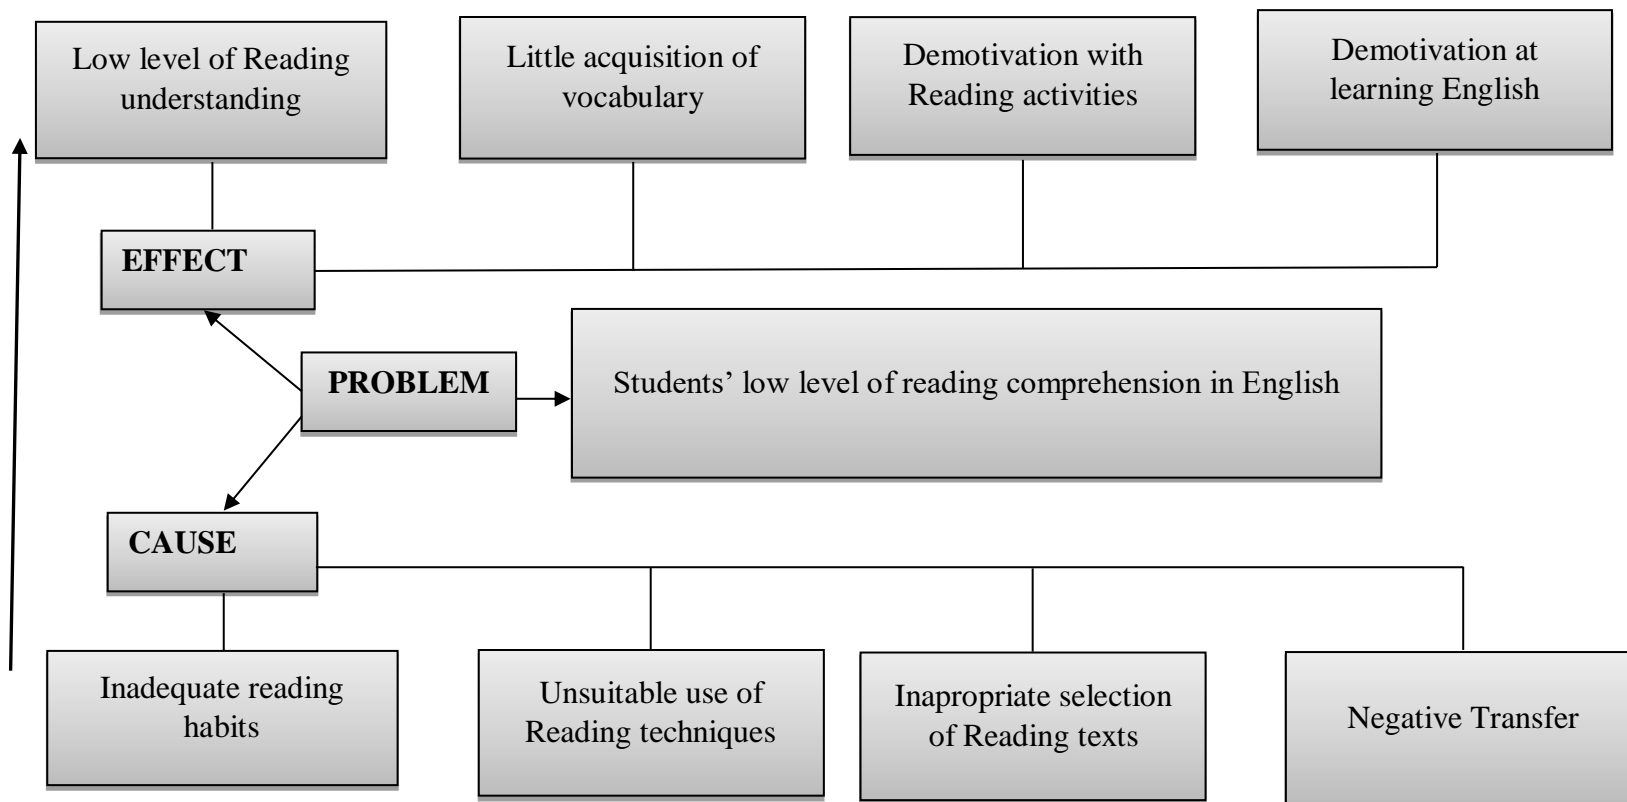 Low level of Reading
understanding
Little acquisition of
vocabulary
Demotivation with
Reading activities
Demotivation at
learning English
EFFECT
PROBLEM
Students’ low level of reading comprehension in English
CAUSE
Inadequate reading
habits
Unsuitable use of
Reading techniques
Inapropriate selection
of Reading texts
Negative Transfer